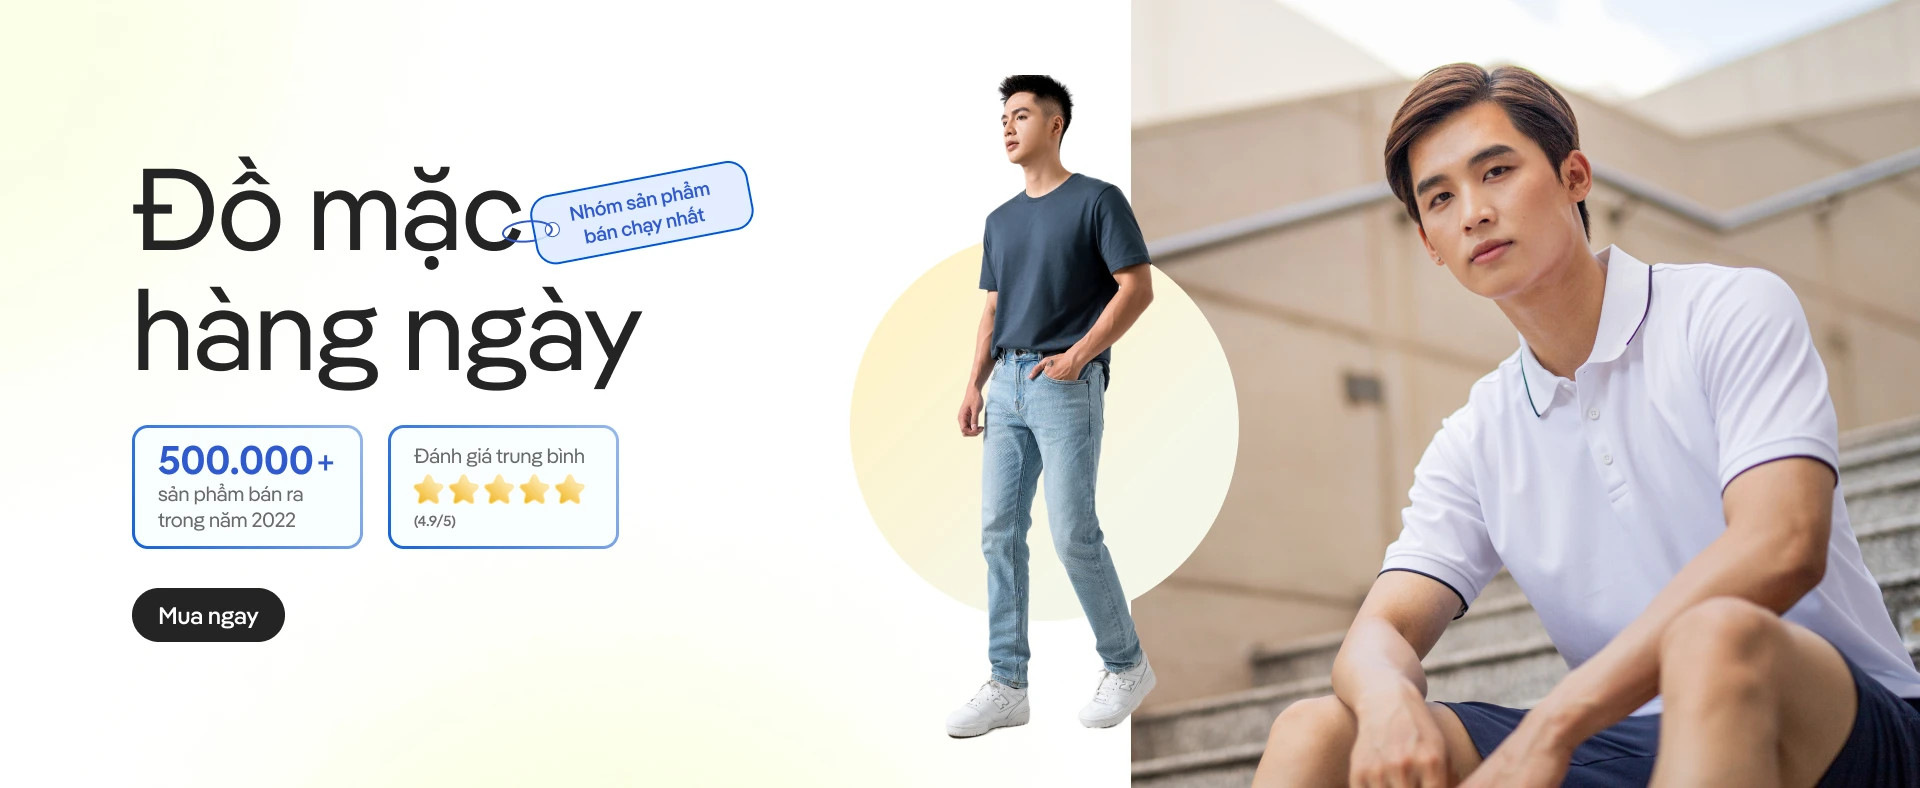 Đồ mặc
Nhóm sản phẩm
bán chạy nhất
hàng ngày
500.000+
sản phẩm bán ra
trong năm 2022
Đánh giá trung bình
(4.9/5)
Mua ngay